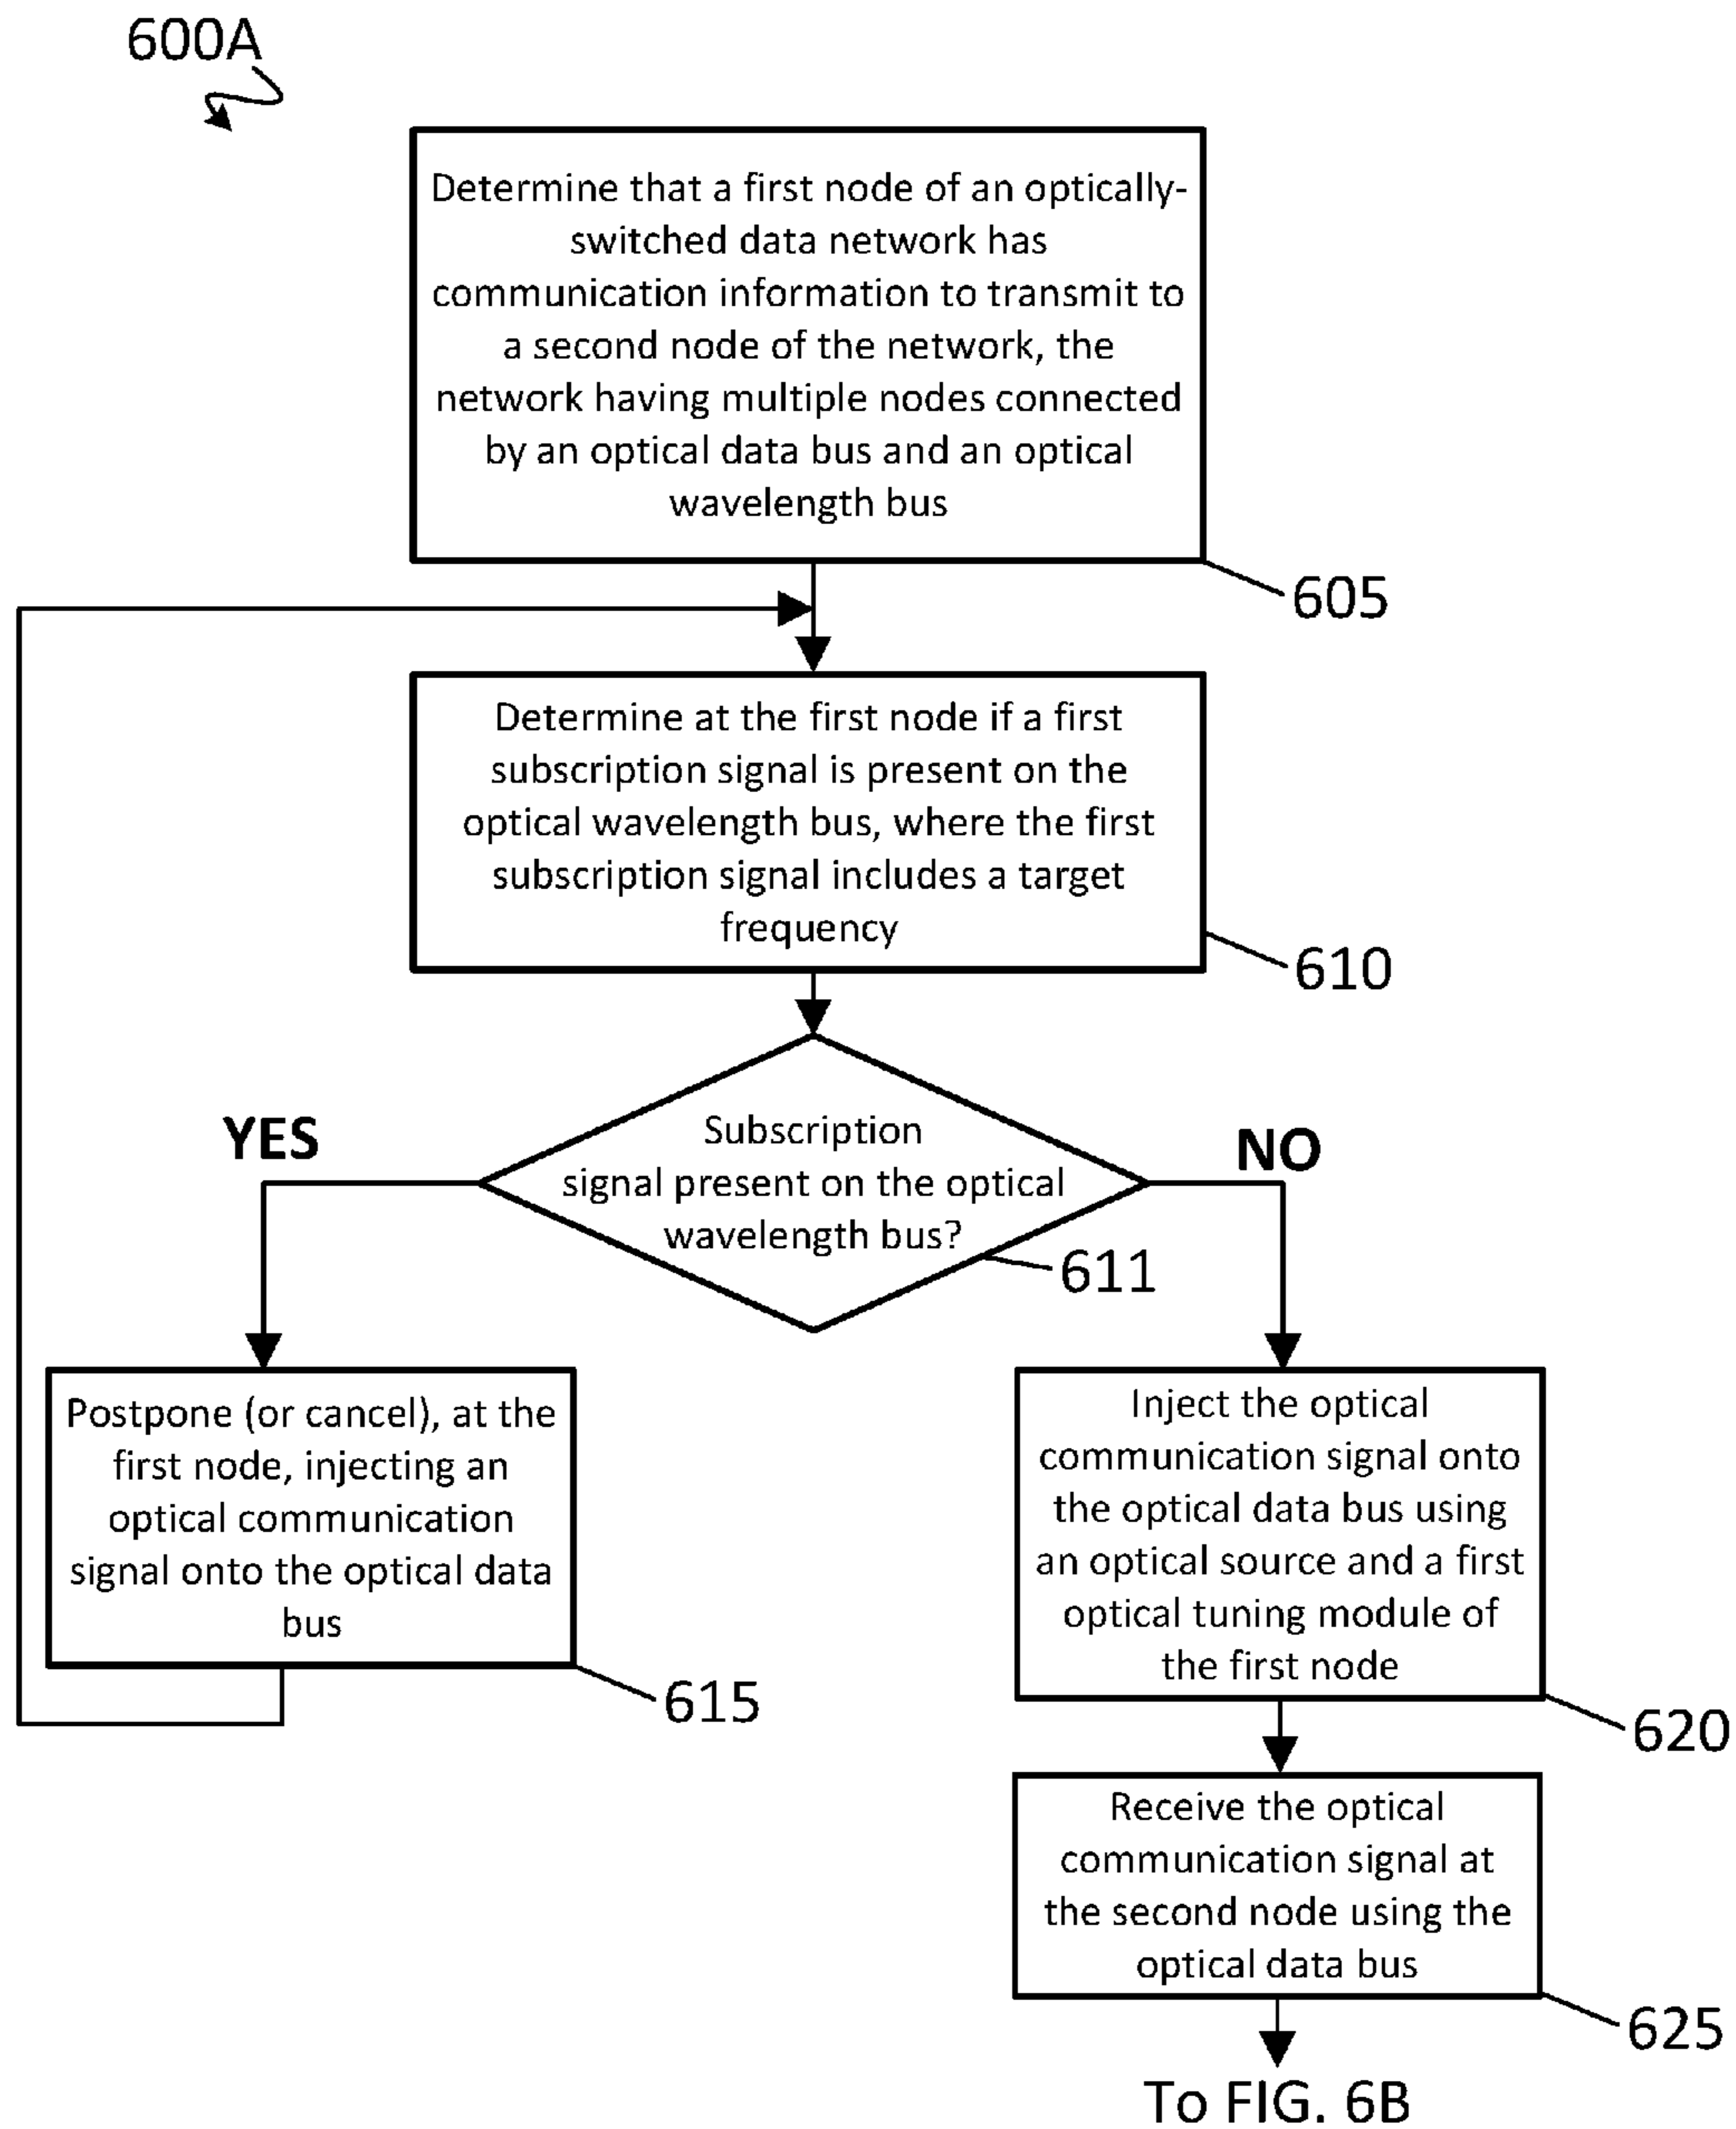 600A
Determine that a first node of an optically-
switched data network has
communication information to transmit to
a second node of the network, the
network having multiple nodes connected
by an optical data bus and an optical
wavelength bus
605
Determine at the first node if a first
subscription signal is present on the
optical wavelength bus, where the first
subscription signal includes a target
frequency
610
YES
Subscription
signal present on the optical
wavelength bus?
NO
611
Postpone (or cancel), at the
first node, injecting an
optical communication
signal onto the optical data
bus
615
Inject the optical
communication signal onto
the optical data bus using
an optical source and a first
optical tuning module of
the first node
620
Receive the optical
communication signal at
the second node using the
optical data bus
625
To FIG. 6B